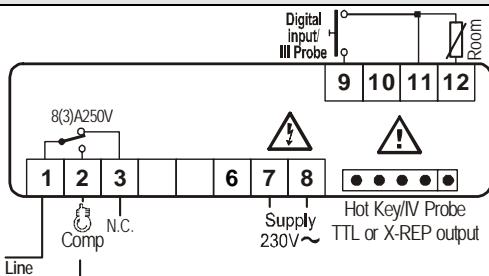 Digital
input/
III Probe
Room
9 10 11 12
8(3)A250V
1 2 3 6 7 8
Comp
N.C.
Supply
230V~
Hot Key/IV Probe
TTL or X-REP output
Line